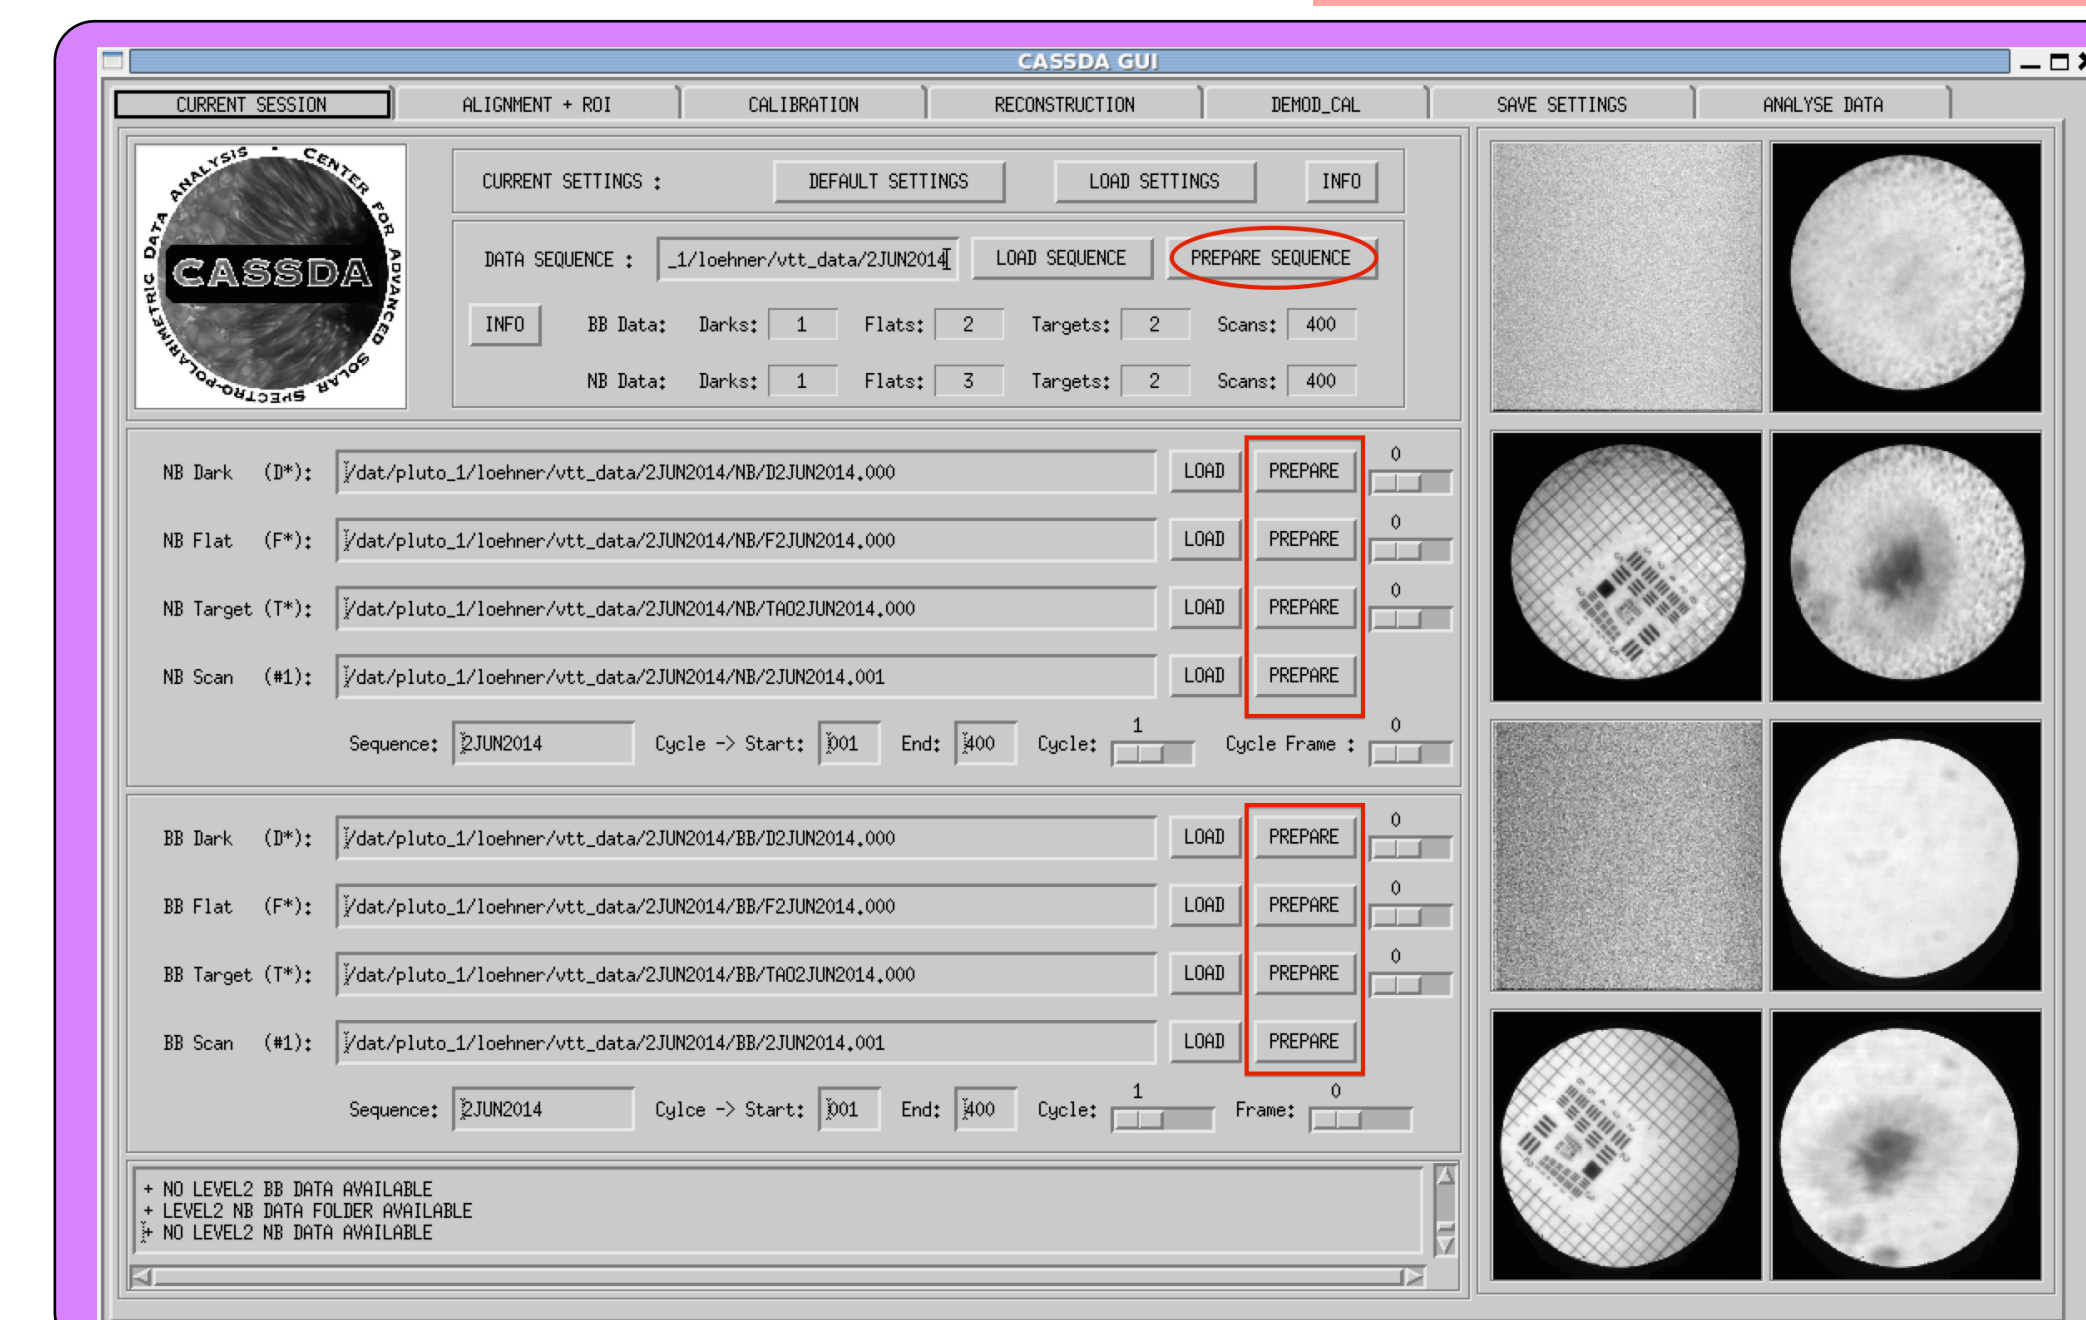 CASSDA GUI
CURRENT SESSION ALIGNMENT + ROI CALIBRATION RECONSTRUCTION DEMOD_CAL SAVE SETTINGS ANALYSE DATA
CENTER FOR ADVANCED SOLAR SPECTRO-POLARIMETRIC DATA ANALYSIS
CASSDA
CURRENT SETTINGS : DEFAULT SETTINGS LOAD SETTINGS INFO
DATA SEQUENCE : _1/loehner/vtt_data/2JUN2014 LOAD SEQUENCE PREPARE SEQUENCE
INFO BB Data: Darks: 1 Flats: 2 Targets: 2 Scans: 400
NB Data: Darks: 1 Flats: 3 Targets: 2 Scans: 400
NB Dark (D*): /dat/pluto_1/loehner/vtt_data/2JUN2014/NB/D2JUN2014.000 LOAD PREPARE 0
NB Flat (F*): /dat/pluto_1/loehner/vtt_data/2JUN2014/NB/F2JUN2014.000 LOAD PREPARE 0
NB Target (T*): /dat/pluto_1/loehner/vtt_data/2JUN2014/NB/TAO2JUN2014.000 LOAD PREPARE 0
NB Scan (#1): /dat/pluto_1/loehner/vtt_data/2JUN2014/NB/2JUN2014.001 LOAD PREPARE
Sequence: 2JUN2014 Cycle -> Start: 001 End: 400 Cycle: 1 Cycle Frame : 0
BB Dark (D*): /dat/pluto_1/loehner/vtt_data/2JUN2014/BB/D2JUN2014.000 LOAD PREPARE 0
BB Flat (F*): /dat/pluto_1/loehner/vtt_data/2JUN2014/BB/F2JUN2014.000 LOAD PREPARE 0
BB Target (T*): /dat/pluto_1/loehner/vtt_data/2JUN2014/BB/TAO2JUN2014.000 LOAD PREPARE 0
BB Scan (#1): /dat/pluto_1/loehner/vtt_data/2JUN2014/BB/2JUN2014.001 LOAD PREPARE
Sequence: 2JUN2014 Cylce -> Start: 001 End: 400 Cycle: 1 Frame: 0
+ NO LEVEL2 BB DATA AVAILABLE
+ LEVEL2 NB DATA FOLDER AVAILABLE
+ NO LEVEL2 NB DATA AVAILABLE